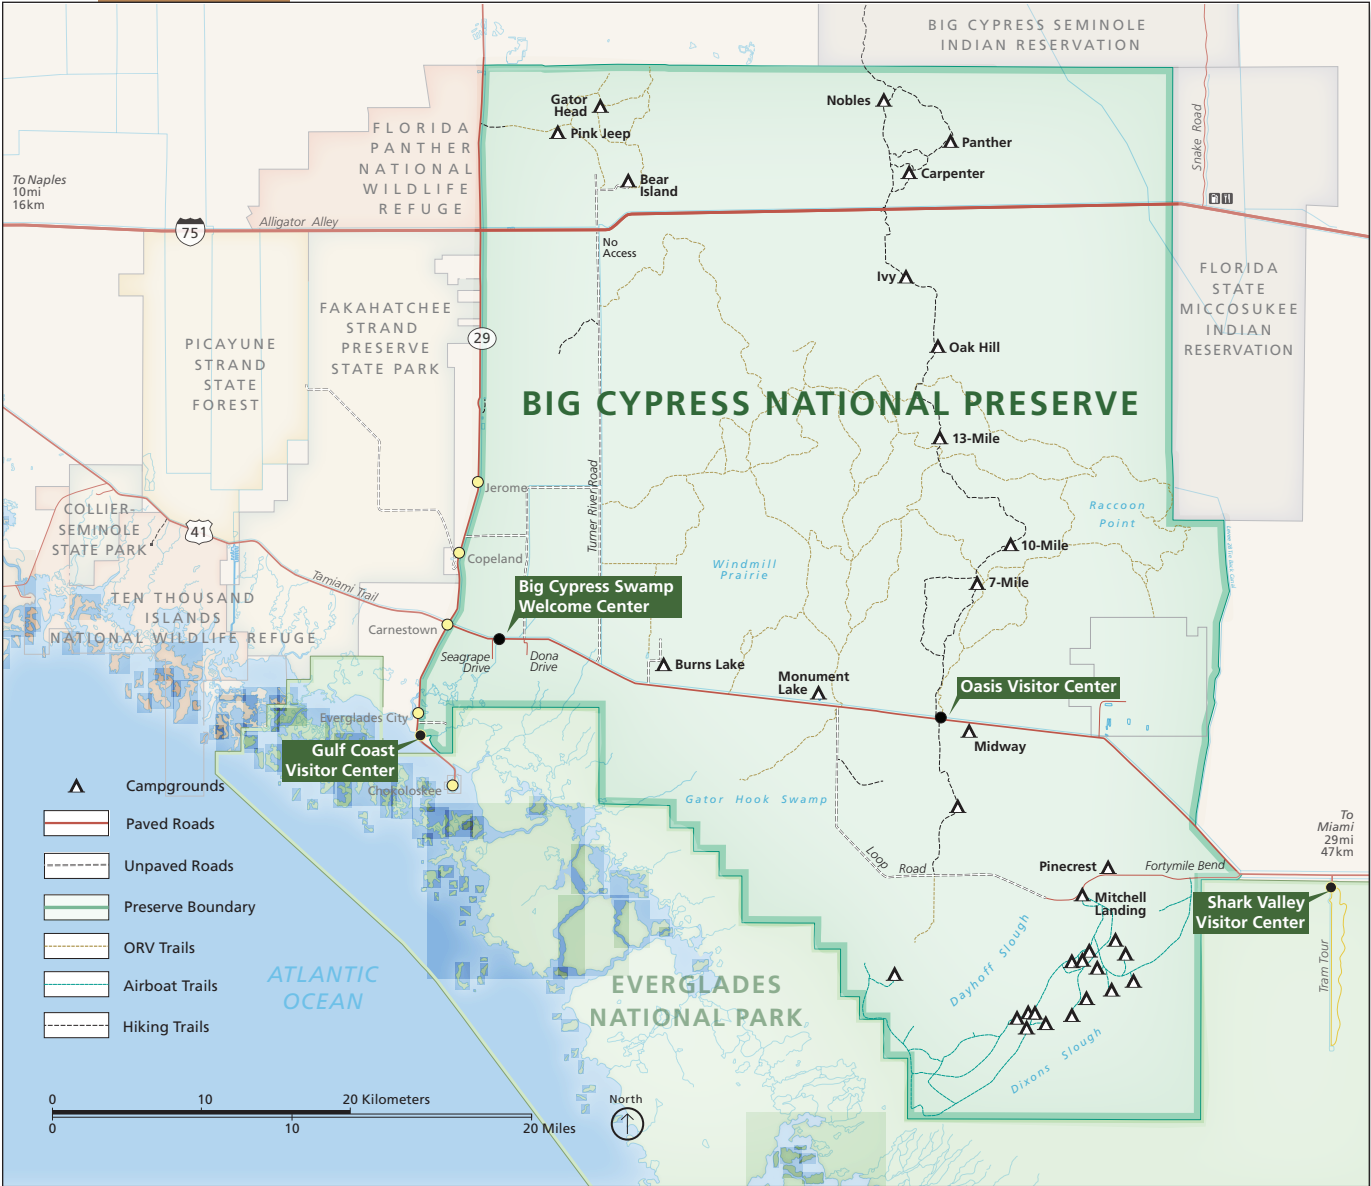 BIG CYPRESS SEMINOLE
INDIAN RESERVATION
Gator
Head
Pink Jeep
Bear
Island
Nobles
Panther
Carpenter
Snake Road
FLORIDA
PANTHER
NATIONAL
WILDLIFE
REFUGE
To Naples
10mi
16km
75
Alligator Alley
No
Access
Ivy
FLORIDA
STATE
MICCOSUKEE
INDIAN
RESERVATION
FAKAHATCHEE
STRAND
PRESERVE
STATE PARK
29
PICAYUNE
STRAND
STATE
FOREST
Oak Hill
BIG CYPRESS NATIONAL PRESERVE
13-Mile
Jerome
Turner River Road
Raccoon
Point
COLLIER-
SEMINOLE
STATE PARK
41
Copeland
10-Mile
Windmill
Prairie
7-Mile
Tamiami Trail
Big Cypress Swamp
Welcome Center
TEN THOUSAND
ISLANDS
NATIONAL WILDLIFE REFUGE
Carnestown
Seagrape
Drive
Dona
Drive
Burns Lake
Monument
Lake
Oasis Visitor Center
Everglades City
Midway
Gulf Coast
Visitor Center
Chokoloskee
Gator Hook Swamp
To
Miami
29mi
47km
Loop
Road
Pinecrest
Fortymile Bend
Mitchell
Landing
Shark Valley
Visitor Center
Tram Tour
Dayhoff Slough
Dixons Slough
EVERGLADES
NATIONAL PARK
ATLANTIC
OCEAN
Campgrounds
Paved Roads
Unpaved Roads
Preserve Boundary
ORV Trails
Airboat Trails
Hiking Trails
0 10 20 Kilometers
0 10 20 Miles
North